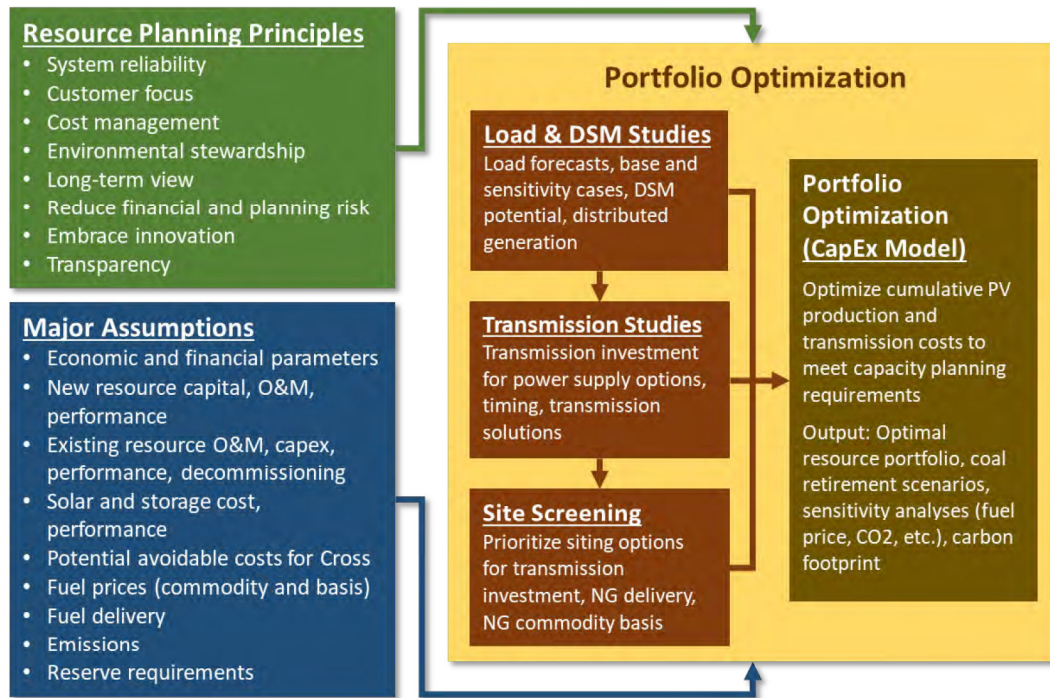 Resource Planning Principles
• System reliability
• Customer focus
• Cost management
• Environmental stewardship
• Long-term view
• Reduce financial and planning risk
• Embrace innovation
• Transparency
Major Assumptions
• Economic and financial parameters
• New resource capital, O&M,
performance
• Existing resource O&M, capex,
performance, decommissioning
• Solar and storage cost,
performance
• Potential avoidable costs for Cross
• Fuel prices (commodity and basis)
• Fuel delivery
• Emissions
• Reserve requirements
Portfolio Optimization
Load & DSM Studies
Load forecasts, base and
sensitivity cases, DSM
potential, distributed
generation
Transmission Studies
Transmission investment
for power supply options,
timing, transmission
solutions
Site Screening
Prioritize siting options
for transmission
investment, NG delivery,
NG commodity basis
Portfolio
Optimization
(CapEx Model)
Optimize cumulative PV
production and
transmission costs to
meet capacity planning
requirements
Output: Optimal
resource portfolio, coal
retirement scenarios,
sensitivity analyses (fuel
price, CO2, etc.), carbon
footprint